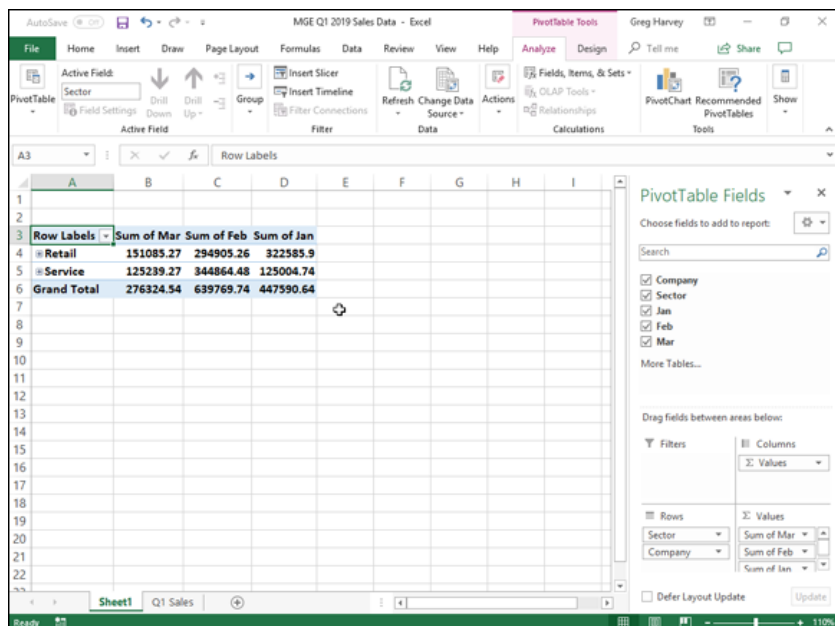 AutoSave Off MGE Q1 2019 Sales Data - Excel PivotTable Tools Greg Harvey
File Home Insert Draw Page Layout Formulas Data Review View Help Analyze Design Tell me Share
PivotTable
Active Field:
Sector
Field Settings
Drill Down
Drill Up
Active Field
Group
Insert Slicer
Insert Timeline
Filter Connections
Filter
Refresh
Change Data Source
Data
Actions
Fields, Items, & Sets
OLAP Tools
Relationships
Calculations
PivotChart
Recommended PivotTables
Tools
Show
A3 fx Row Labels
A B C D E F G H I
1
2
3 Row Labels Sum of Mar Sum of Feb Sum of Jan
4 Retail 151085.27 294905.26 322585.9
5 Service 125239.27 344864.48 125004.74
6 Grand Total 276324.54 639769.74 447590.64
7
8
9
10
11
12
13
14
15
16
17
18
19
20
21
22
PivotTable Fields
Choose fields to add to report:
Search
Company
Sector
Jan
Feb
Mar
More Tables...
Drag fields between areas below:
Filters
Columns
Σ Values
Rows
Sector
Company
Σ Values
Sum of Mar
Sum of Feb
Sum of Jan
Defer Layout Update Update
Sheet1 Q1 Sales
Ready 110%